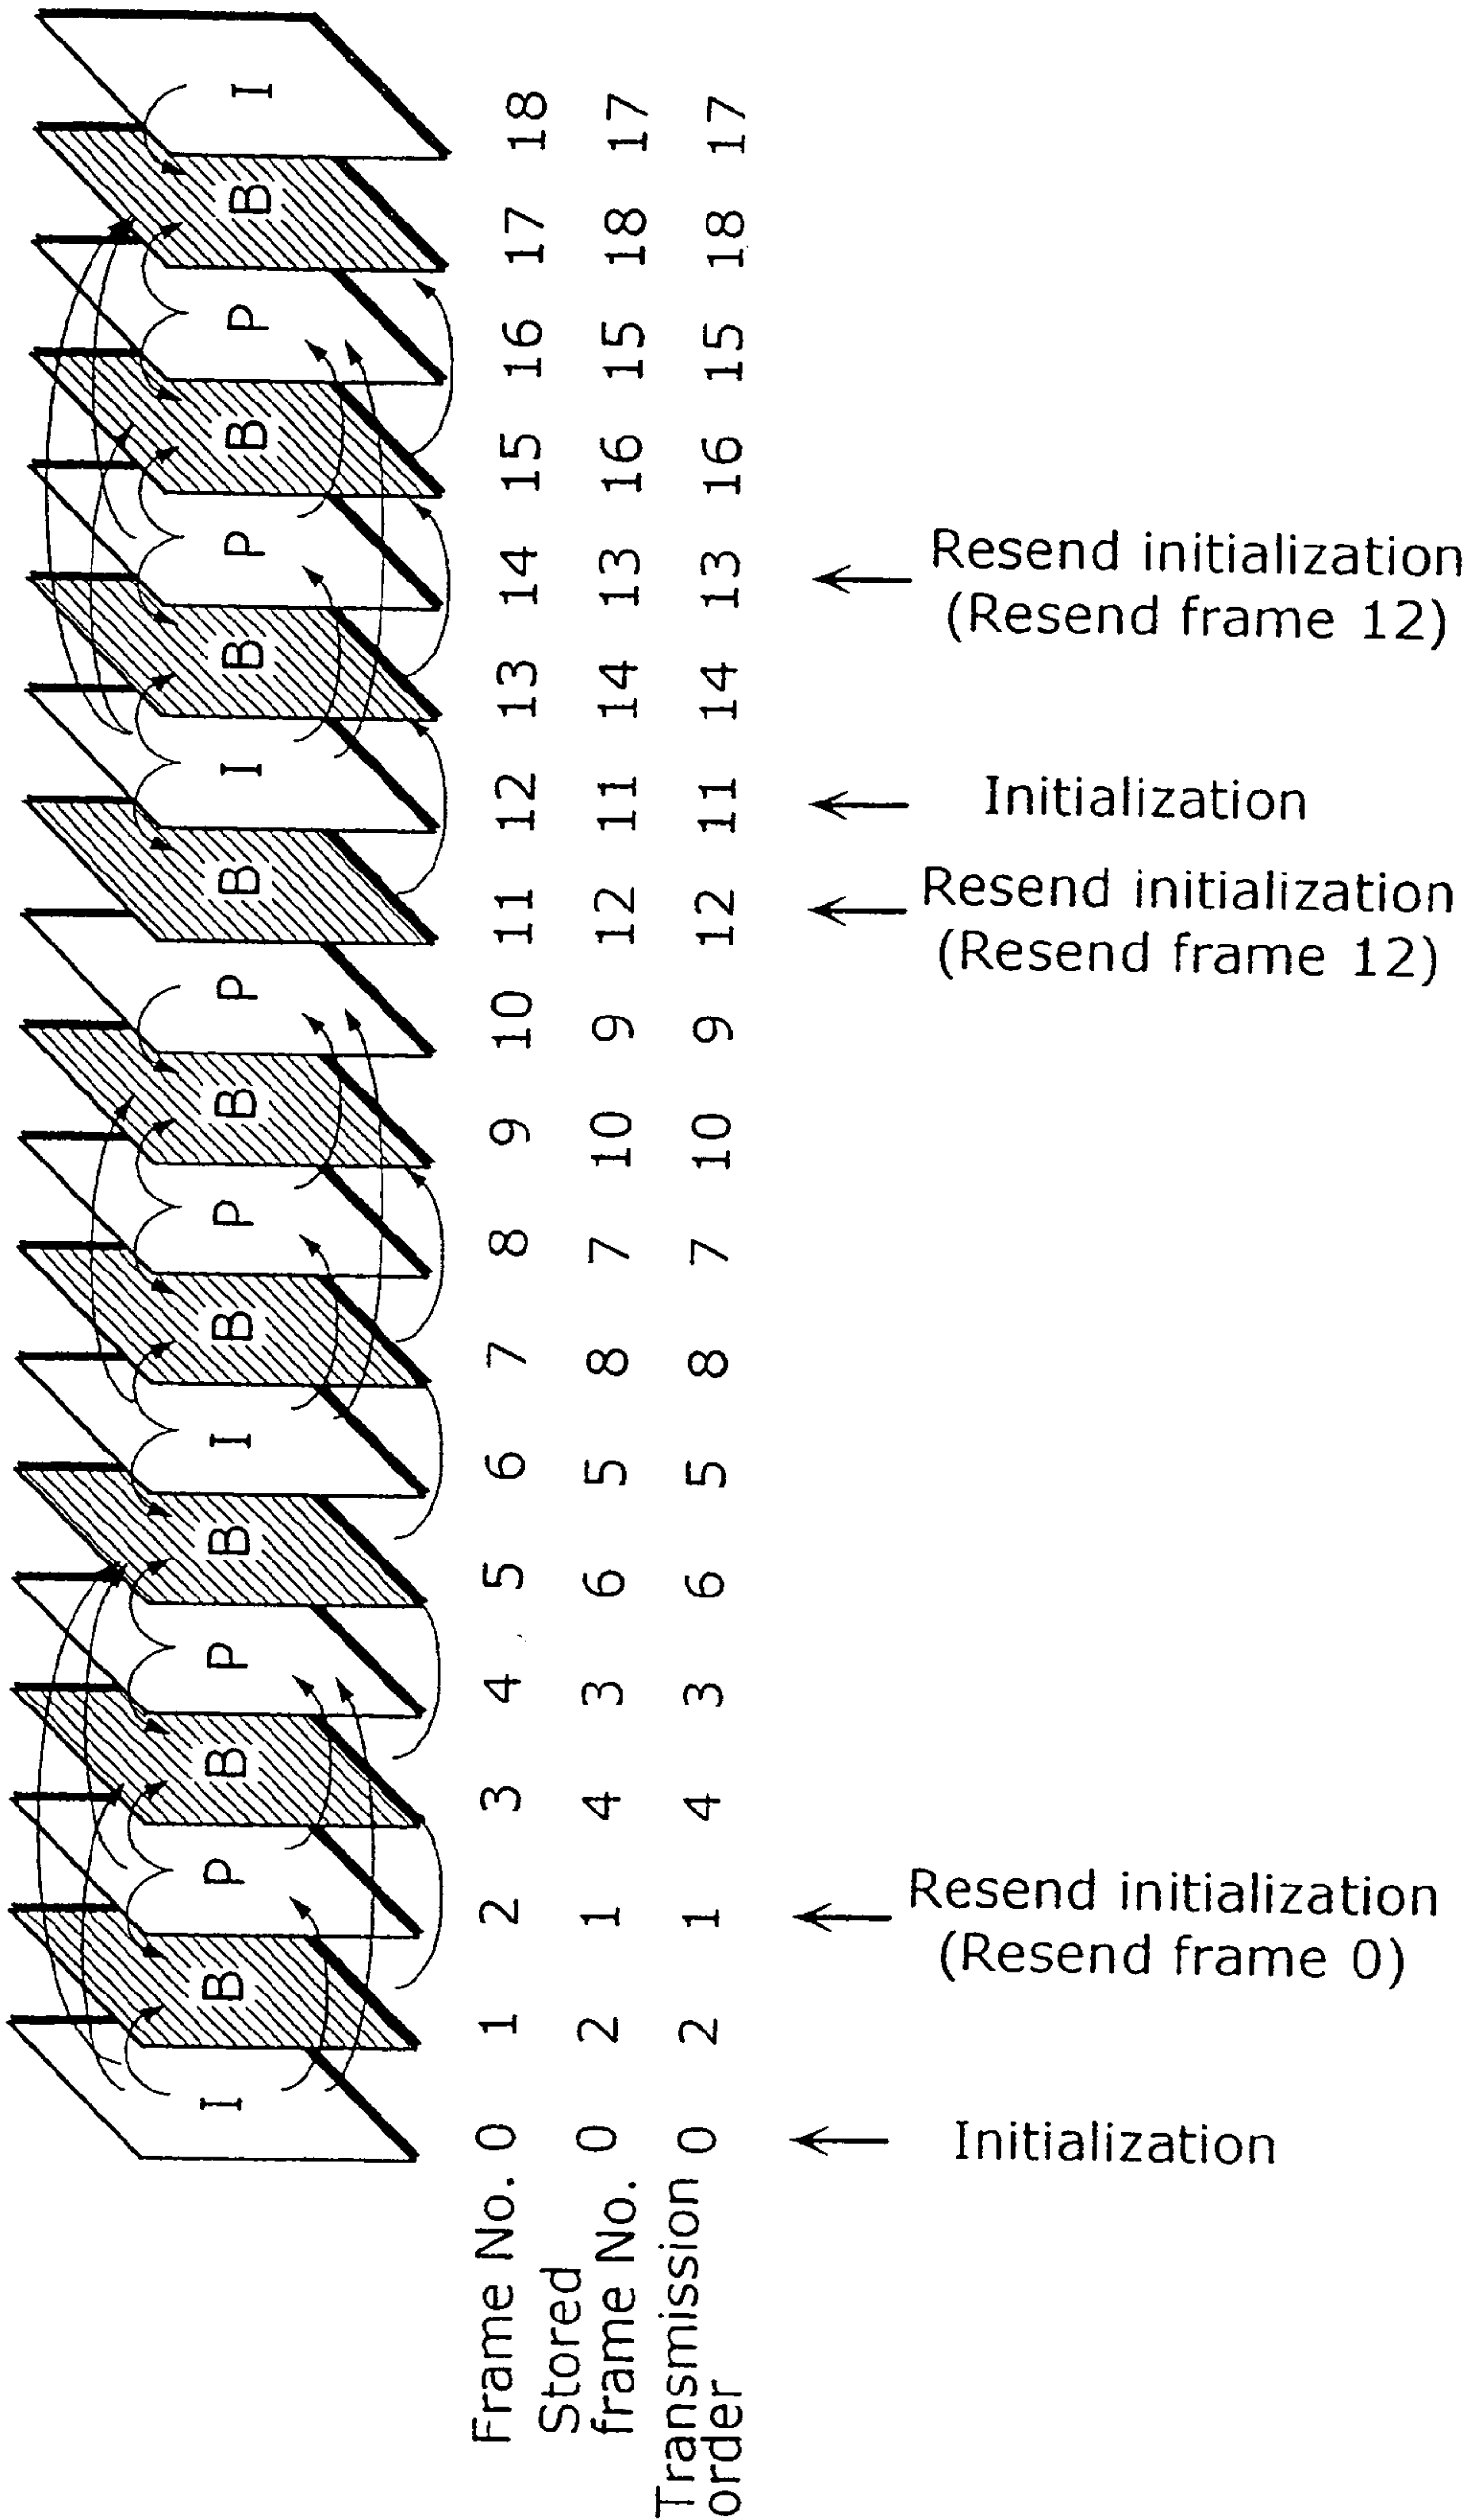 I B P B P B I B P B P B I B P B P B I
Frame No. 0 1 2 3 4 5 6 7 8 9 10 11 12 13 14 15 16 17 18
Stored
frame No. 0 2 1 4 3 6 5 8 7 10 9 12 11 14 13 16 15 18 17
Transmission
order 0 2 1 4 3 6 5 8 7 10 9 12 11 14 13 16 15 18 17
Initialization
Resend initialization
(Resend frame 0)
Resend initialization
(Resend frame 12)
Initialization
Resend initialization
(Resend frame 12)